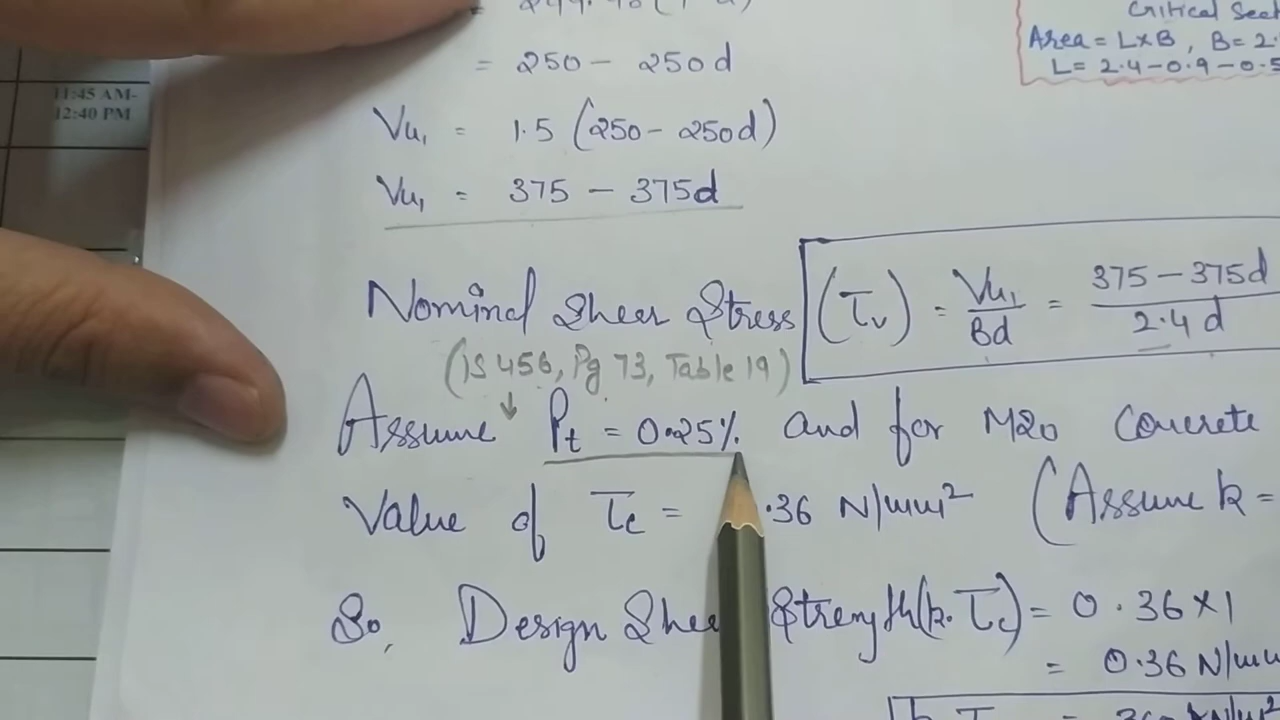 11:45 AM-
12:40 PM
Critical
Area = L×B, B = 2.
L = 2.4 - 0.9 - 0.5
= 250 - 250d
Vu₁ = 1.5 (250 - 250d)
Vu₁ = 375 - 375d
Nominal Shear Stress (τv) = Vu₁/Bd = 375 - 375d/2.4d
(IS 456, Pg 73, Table 19)
Assume ↓ Pt = 0.25% and for M20 Concrete
Value of τc = .36 N/mm² (Assume k =
So, Design Shear Strength (k. τc) = 0.36×1
= 0.36 N/mm